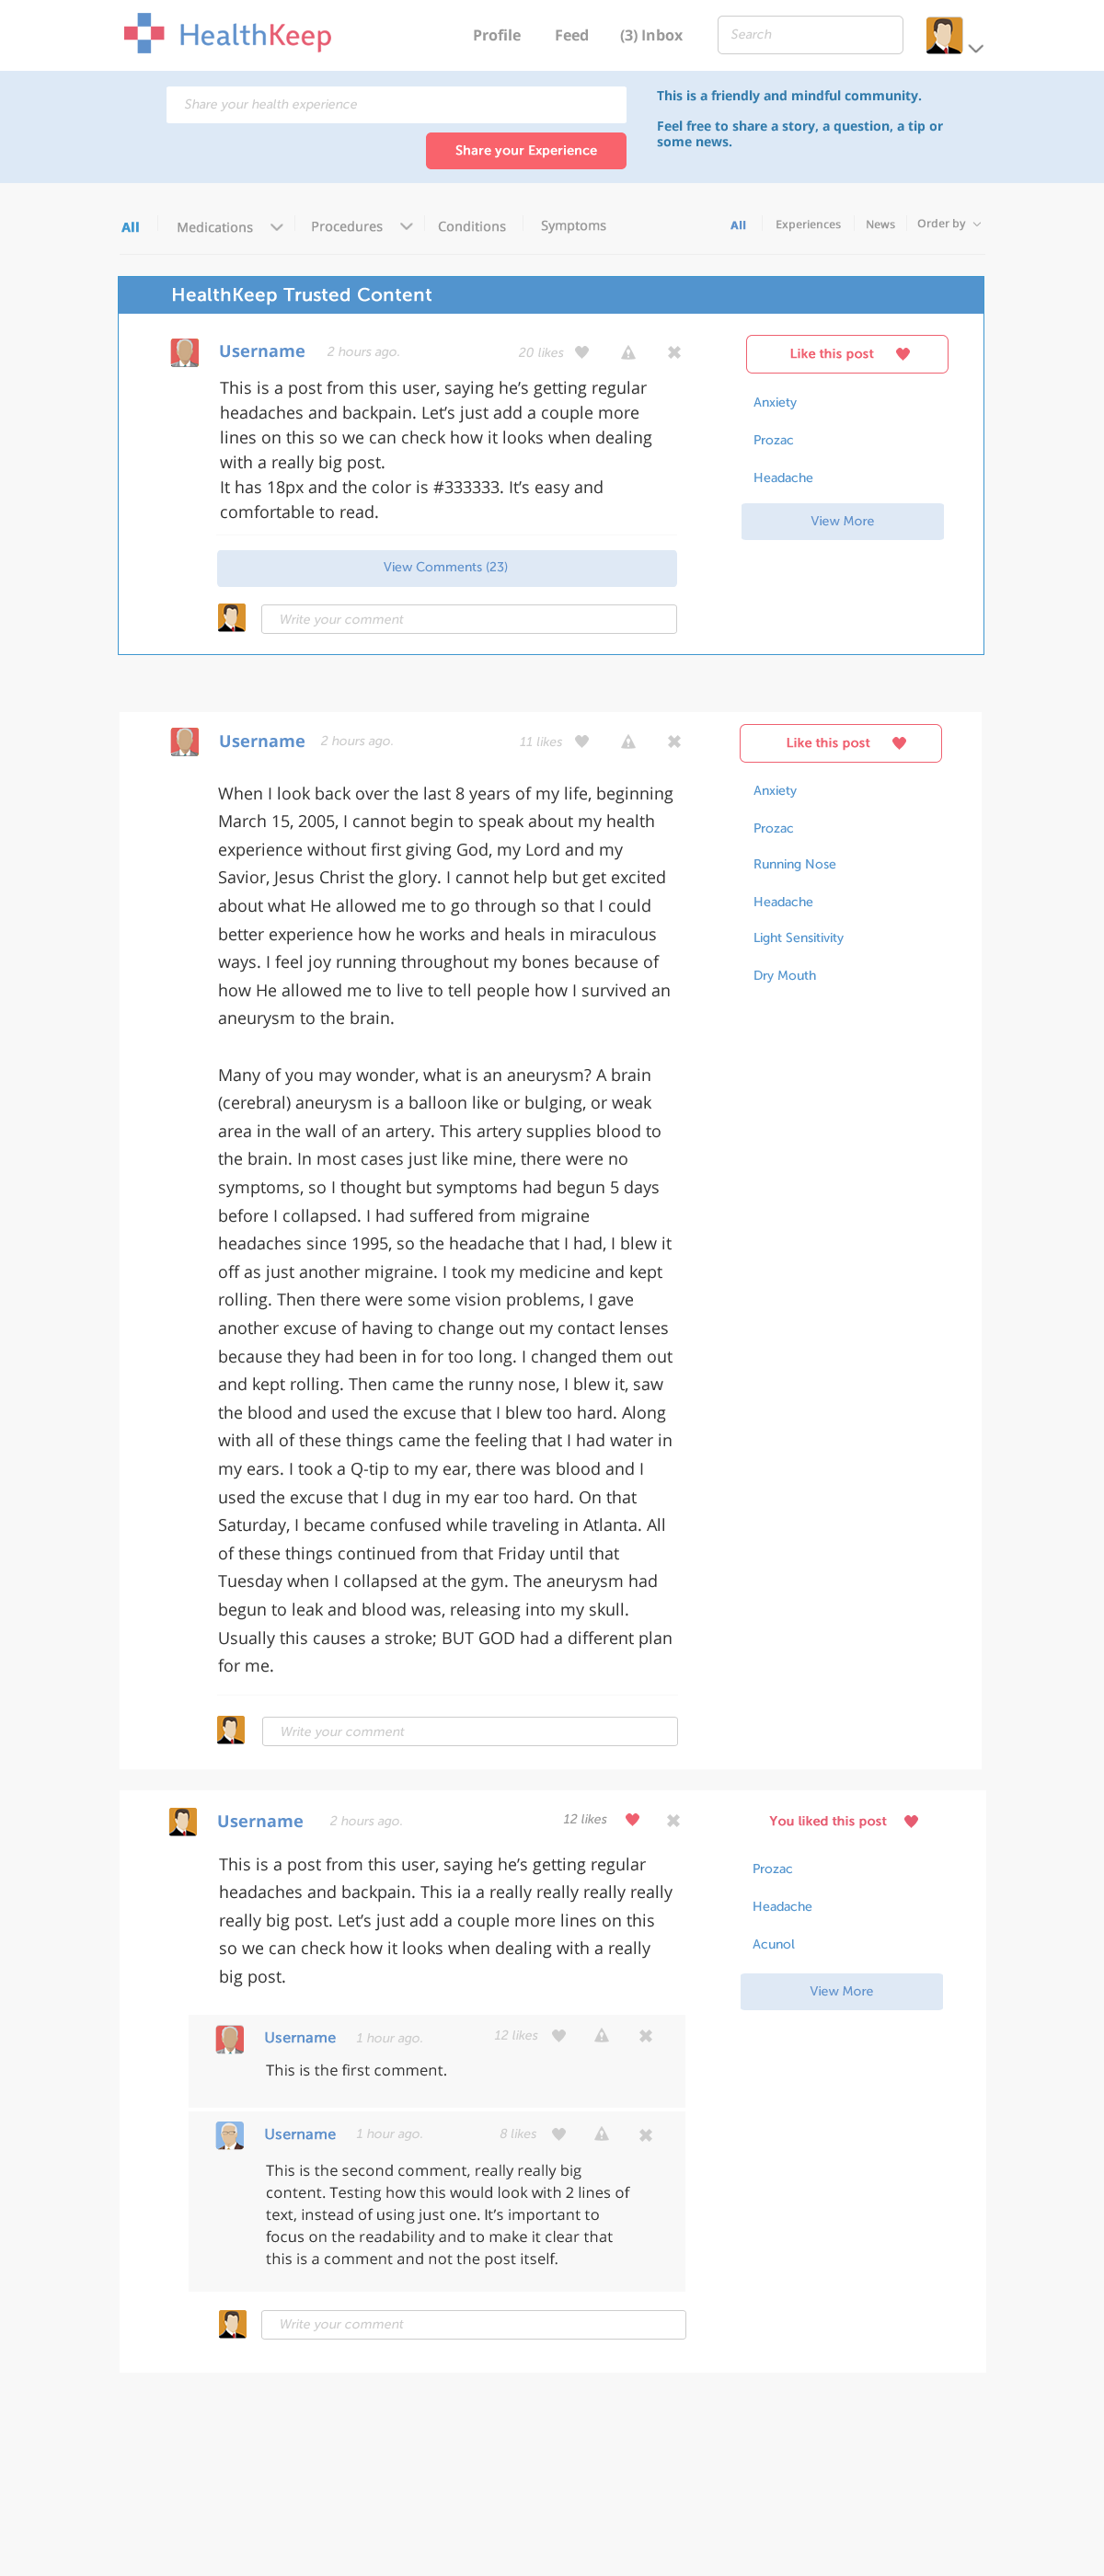 HealthKeep
Profile
Feed
(3) Inbox
Search
Share your health experience
Share your Experience
This is a friendly and mindful community.
Feel free to share a story, a question, a tip or
some news.
All
Medications
Procedures
Conditions
Symptoms
All
Experiences
News
Order by
HealthKeep Trusted Content
Username
2 hours ago.
20 likes
This is a post from this user, saying he’s getting regular
headaches and backpain. Let’s just add a couple more
lines on this so we can check how it looks when dealing
with a really big post.
It has 18px and the color is #333333. It’s easy and
comfortable to read.
View Comments (23)
Write your comment
Like this post
Anxiety
Prozac
Headache
View More
Username
2 hours ago.
11 likes
When I look back over the last 8 years of my life, beginning
March 15, 2005, I cannot begin to speak about my health
experience without first giving God, my Lord and my
Savior, Jesus Christ the glory. I cannot help but get excited
about what He allowed me to go through so that I could
better experience how he works and heals in miraculous
ways. I feel joy running throughout my bones because of
how He allowed me to live to tell people how I survived an
aneurysm to the brain.
Many of you may wonder, what is an aneurysm? A brain
(cerebral) aneurysm is a balloon like or bulging, or weak
area in the wall of an artery. This artery supplies blood to
the brain. In most cases just like mine, there were no
symptoms, so I thought but symptoms had begun 5 days
before I collapsed. I had suffered from migraine
headaches since 1995, so the headache that I had, I blew it
off as just another migraine. I took my medicine and kept
rolling. Then there were some vision problems, I gave
another excuse of having to change out my contact lenses
because they had been in for too long. I changed them out
and kept rolling. Then came the runny nose, I blew it, saw
the blood and used the excuse that I blew too hard. Along
with all of these things came the feeling that I had water in
my ears. I took a Q-tip to my ear, there was blood and I
used the excuse that I dug in my ear too hard. On that
Saturday, I became confused while traveling in Atlanta. All
of these things continued from that Friday until that
Tuesday when I collapsed at the gym. The aneurysm had
begun to leak and blood was, releasing into my skull.
Usually this causes a stroke; BUT GOD had a different plan
for me.
Write your comment
Like this post
Anxiety
Prozac
Running Nose
Headache
Light Sensitivity
Dry Mouth
Username
2 hours ago.
12 likes
This is a post from this user, saying he’s getting regular
headaches and backpain. This ia a really really really really
really big post. Let’s just add a couple more lines on this
so we can check how it looks when dealing with a really
big post.
You liked this post
Prozac
Headache
Acunol
View More
Username
1 hour ago.
12 likes
This is the first comment.
Username
1 hour ago.
8 likes
This is the second comment, really really big
content. Testing how this would look with 2 lines of
text, instead of using just one. It’s important to
focus on the readability and to make it clear that
this is a comment and not the post itself.
Write your comment